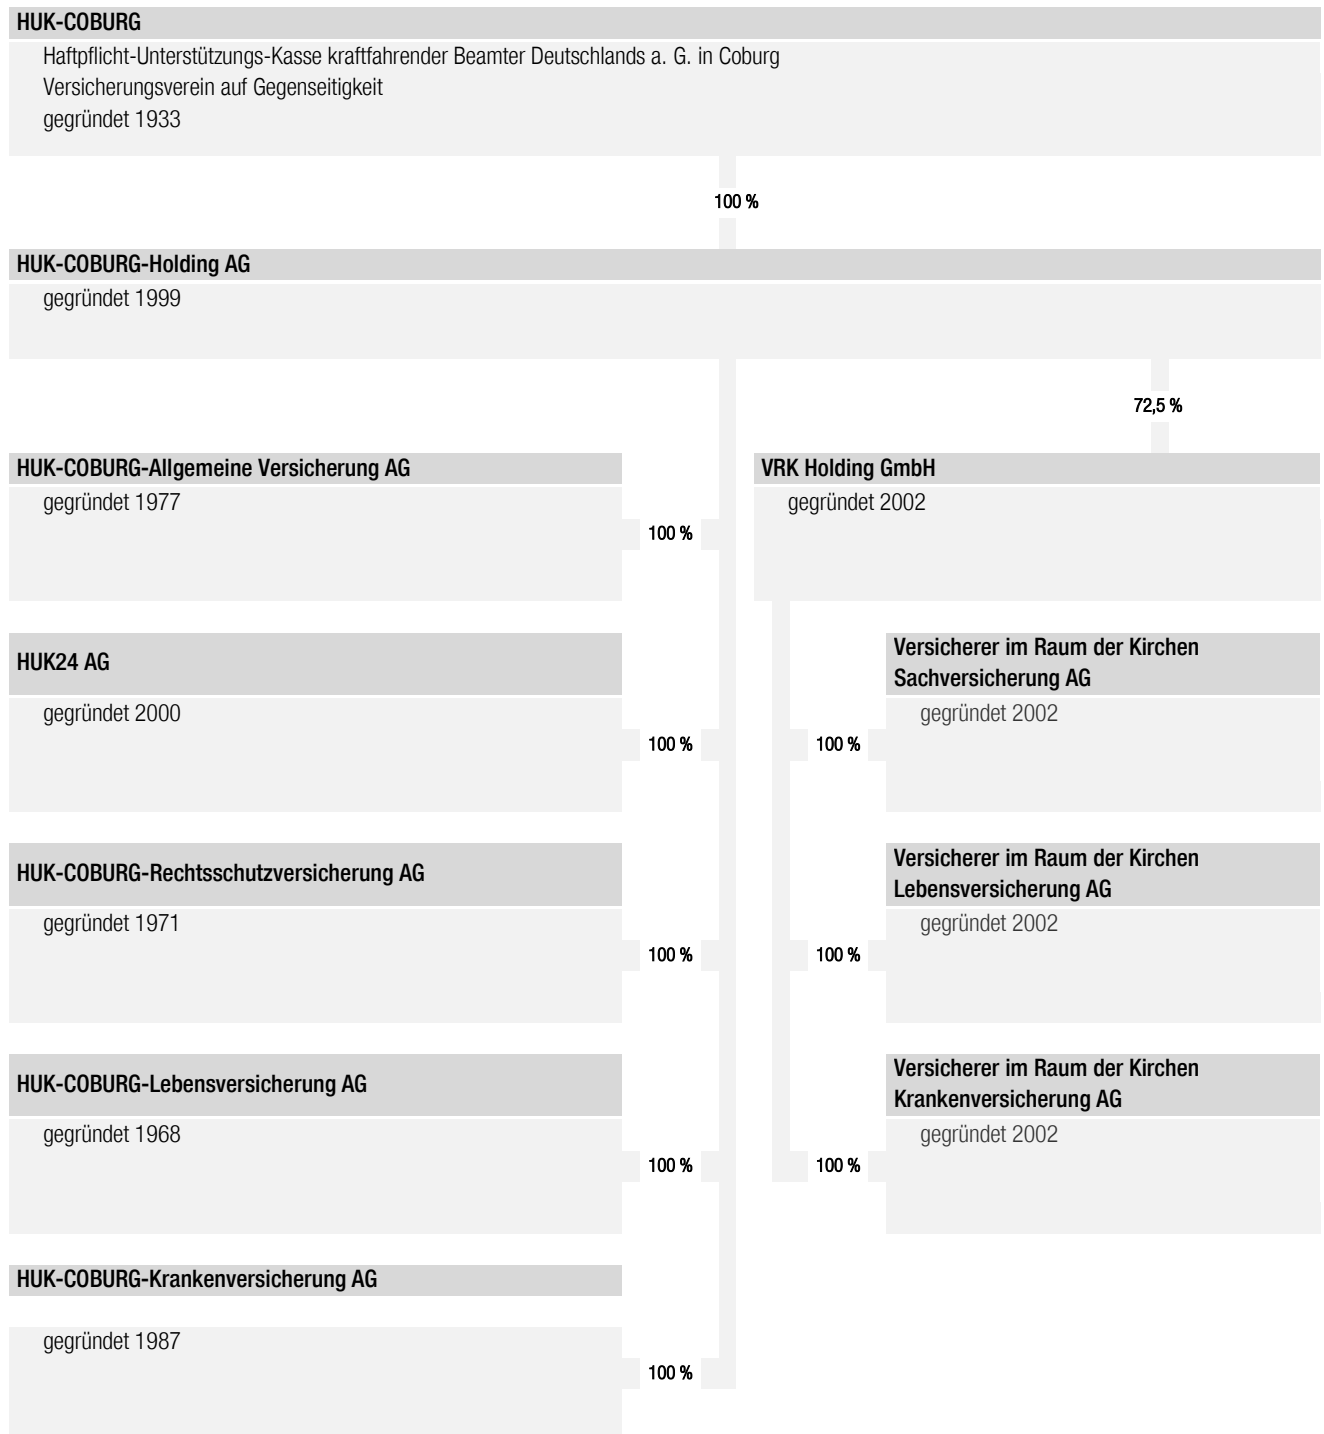 HUK-COBURG
Haftpflicht-Unterstützungs-Kasse kraftfahrender Beamter Deutschlands a. G. in Coburg
Versicherungsverein auf Gegenseitigkeit
gegründet 1933
100 %
HUK-COBURG-Holding AG
gegründet 1999
72,5 %
HUK-COBURG-Allgemeine Versicherung AG
gegründet 1977
100 %
VRK Holding GmbH
gegründet 2002
HUK24 AG
gegründet 2000
100 %
Versicherer im Raum der Kirchen
Sachversicherung AG
gegründet 2002
100 %
HUK-COBURG-Rechtsschutzversicherung AG
gegründet 1971
100 %
Versicherer im Raum der Kirchen
Lebensversicherung AG
gegründet 2002
100 %
HUK-COBURG-Lebensversicherung AG
gegründet 1968
100 %
Versicherer im Raum der Kirchen
Krankenversicherung AG
gegründet 2002
100 %
HUK-COBURG-Krankenversicherung AG
gegründet 1987
100 %